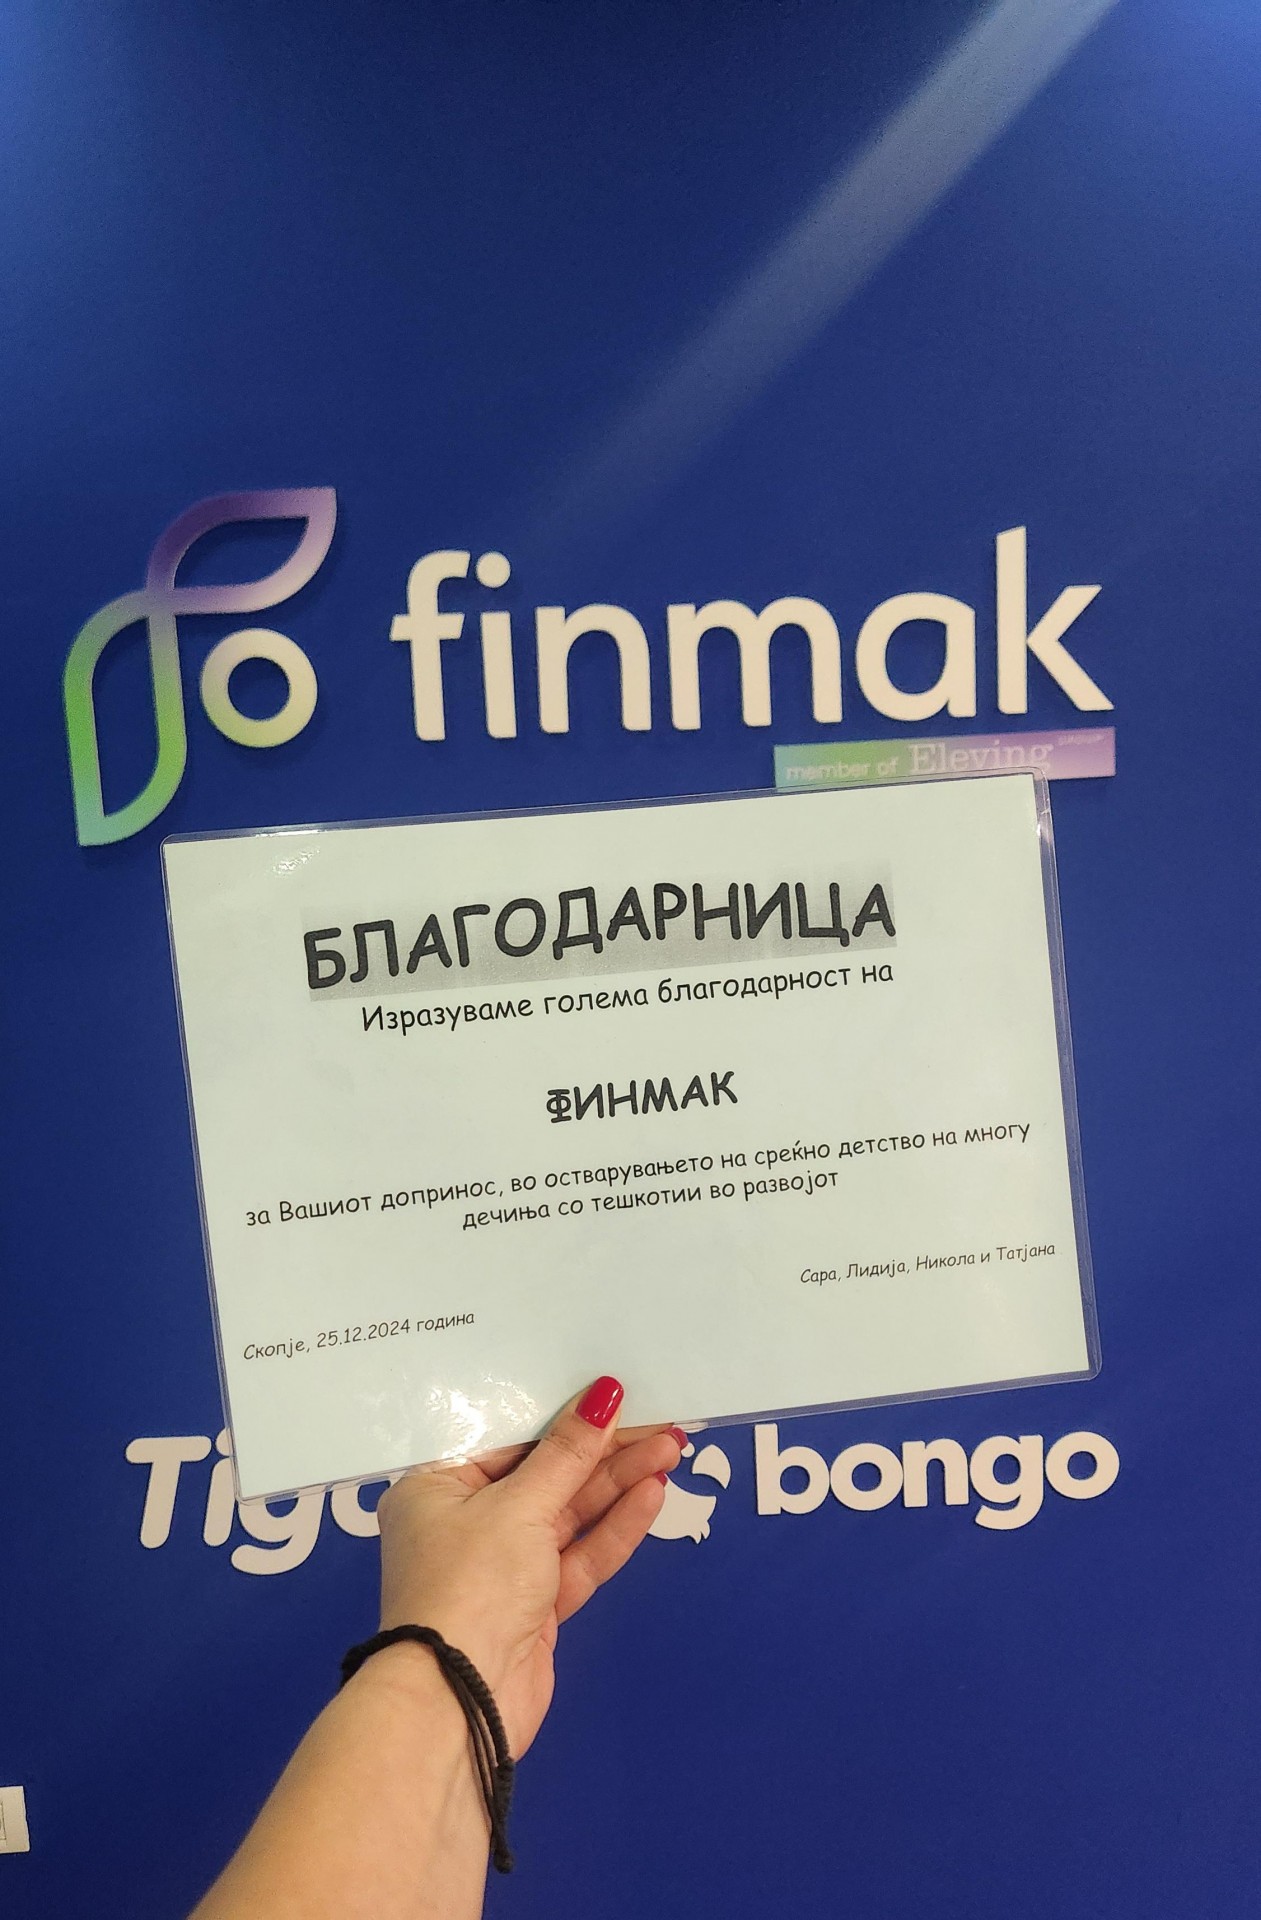 finmak
member of Eleving GROUP
БЛАГОДАРНИЦА
Изразуваме голема благодарност на
ФИНМАК
за Вашиот допринос, во остварувањето на среќно детство на многу
дечиња со тешкотии во развојот
Сара, Лидија, Никола и Татјана
Скопје, 25.12.2024 година
bongo